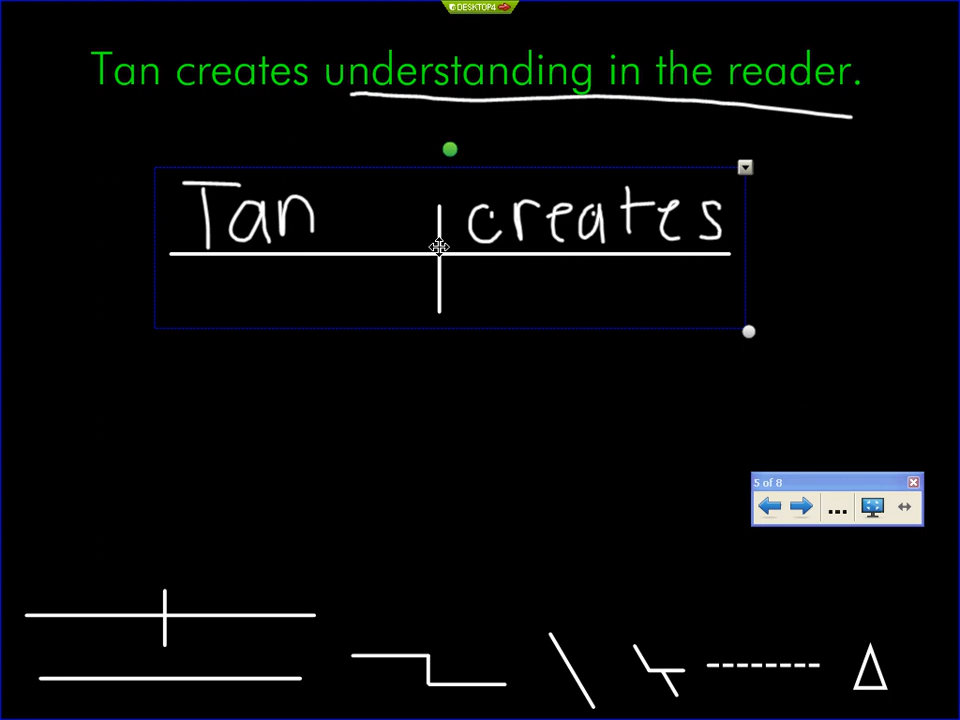 DESKTOP4
Tan creates understanding in the reader.
Tan creates
5 of 8
...